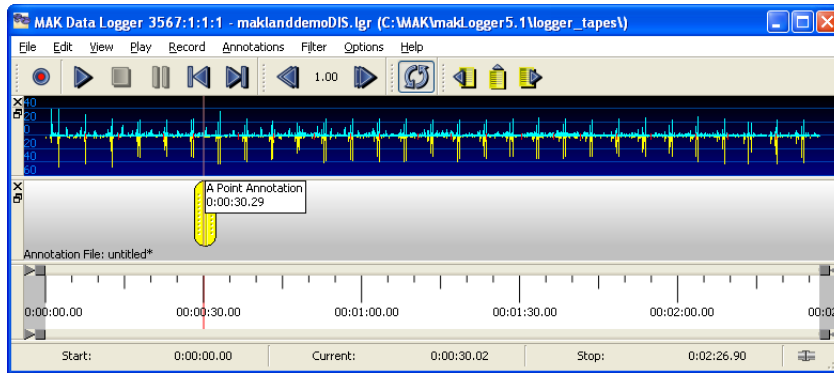 MAK Data Logger 3567:1:1:1 - maklanddemoDIS.lgr (C:\MAK\makLogger5.1\logger_tapes\)
File Edit View Play Record Annotations Filter Options Help
1.00
40
20
0
20
40
60
A Point Annotation
0:00:30.29
Annotation File: untitled*
0:00:00.00 00:00:30.00 00:01:00.00 00:01:30.00 00:02:00.00 00:02
Start: 0:00:00.00 Current: 0:00:30.02 Stop: 0:02:26.90